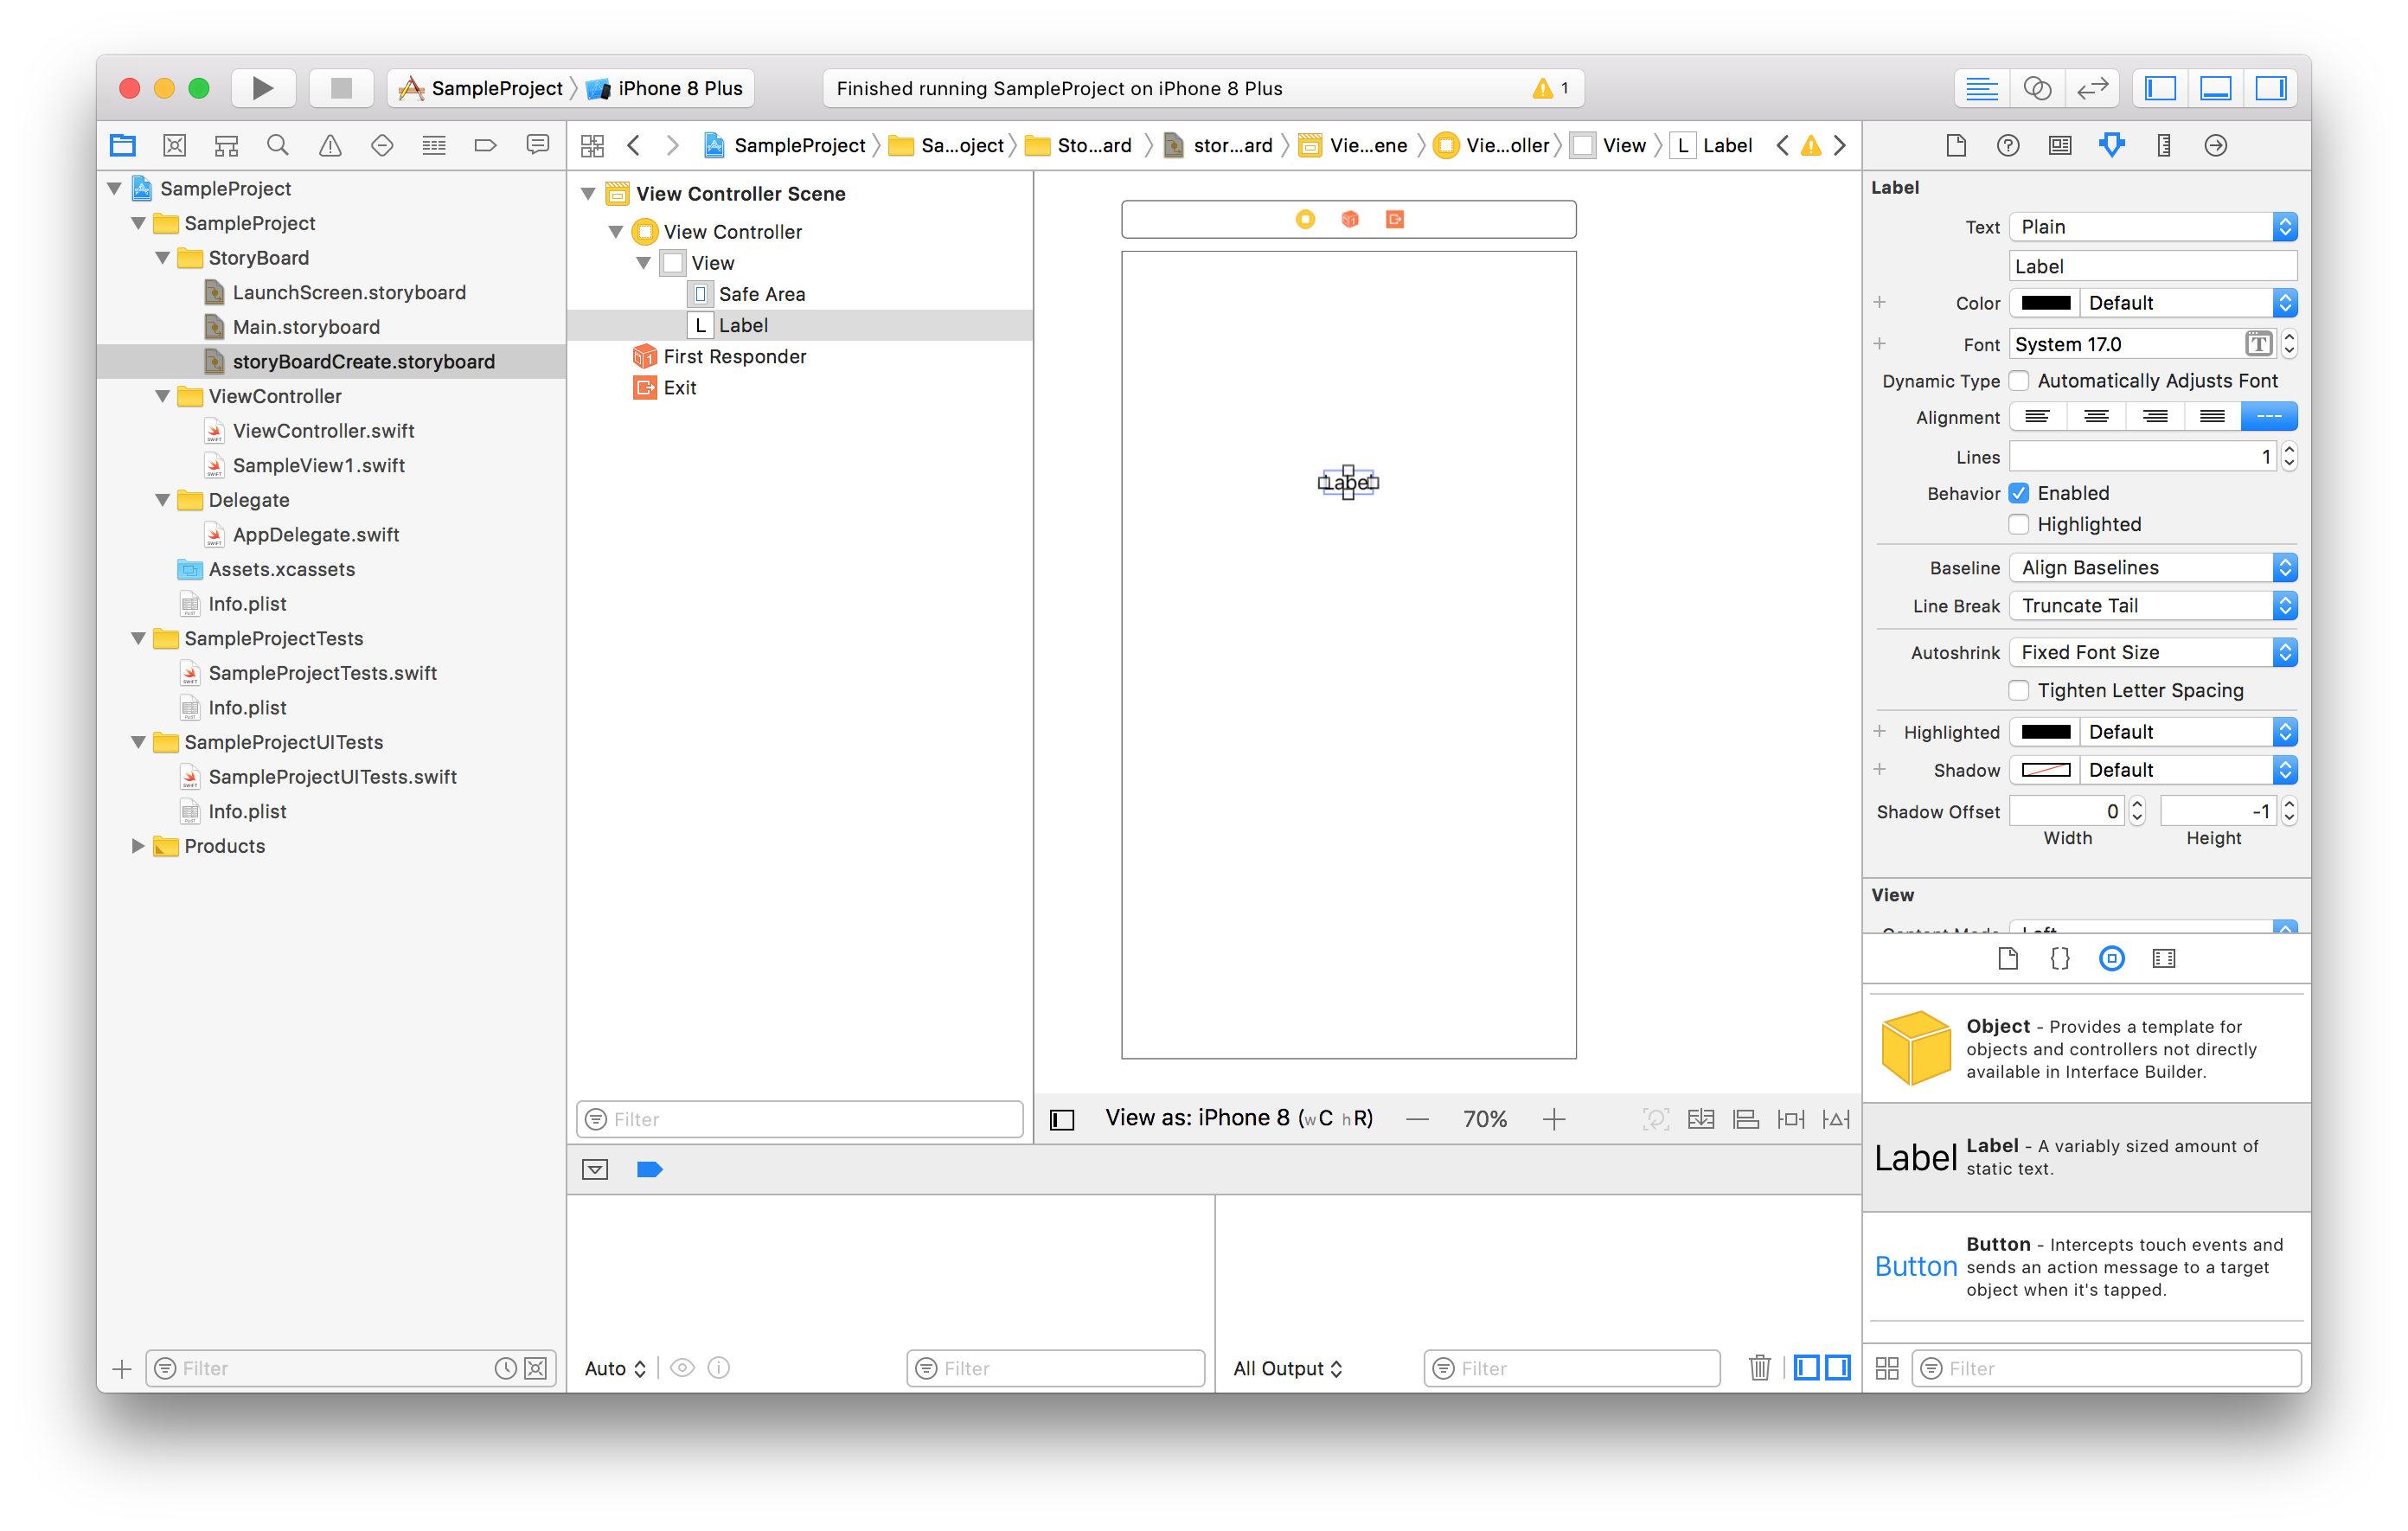 SampleProject iPhone 8 Plus
Finished running SampleProject on iPhone 8 Plus
1
SampleProject Sa...oject Sto...ard stor...ard Vie...ene Vie...oller View L Label
SampleProject
SampleProject
StoryBoard
LaunchScreen.storyboard
Main.storyboard
storyBoardCreate.storyboard
ViewController
ViewController.swift
SampleView1.swift
Delegate
AppDelegate.swift
Assets.xcassets
Info.plist
SampleProjectTests
SampleProjectTests.swift
Info.plist
SampleProjectUITests
SampleProjectUITests.swift
Info.plist
Products
Filter
View Controller Scene
View Controller
View
Safe Area
L Label
First Responder
Exit
Filter
Label
View as: iPhone 8 (wC hR)
70%
Auto
Filter
All Output
Filter
Label
Text Plain
Label
Color Default
Font System 17.0
Dynamic Type Automatically Adjusts Font
Alignment
Lines 1
Behavior Enabled
Highlighted
Baseline Align Baselines
Line Break Truncate Tail
Autoshrink Fixed Font Size
Tighten Letter Spacing
Highlighted Default
Shadow Default
Shadow Offset 0 -1
Width Height
View
Content Mode Left
Object - Provides a template for
objects and controllers not directly
available in Interface Builder.
Label
Label - A variably sized amount of
static text.
Button
Button - Intercepts touch events and
sends an action message to a target
object when it's tapped.
Filter